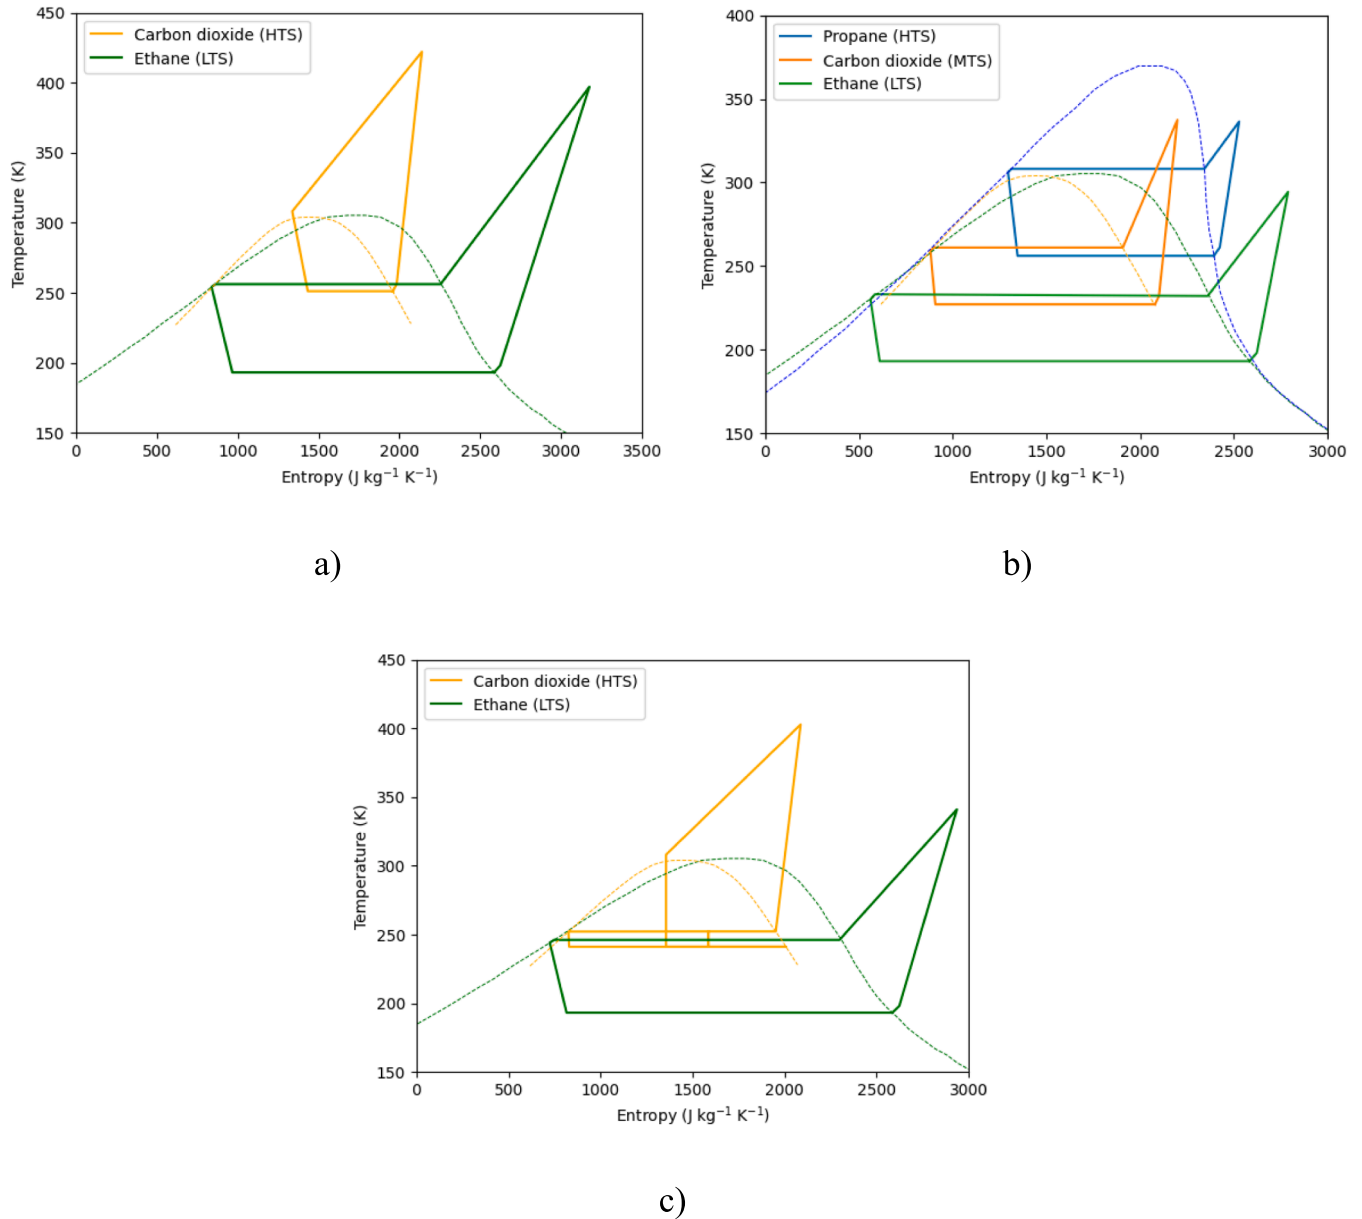 450
400
350
300
250
200
150
0
500
1000
1500
2000
2500
3000
3500
Temperature (K)
Entropy (J kg⁻¹ K⁻¹)
Carbon dioxide (HTS)
Ethane (LTS)
a)
400
350
300
250
200
150
0
500
1000
1500
2000
2500
3000
Temperature (K)
Entropy (J kg⁻¹ K⁻¹)
Propane (HTS)
Carbon dioxide (MTS)
Ethane (LTS)
b)
450
400
350
300
250
200
150
0
500
1000
1500
2000
2500
3000
Temperature (K)
Entropy (J kg⁻¹ K⁻¹)
Carbon dioxide (HTS)
Ethane (LTS)
c)